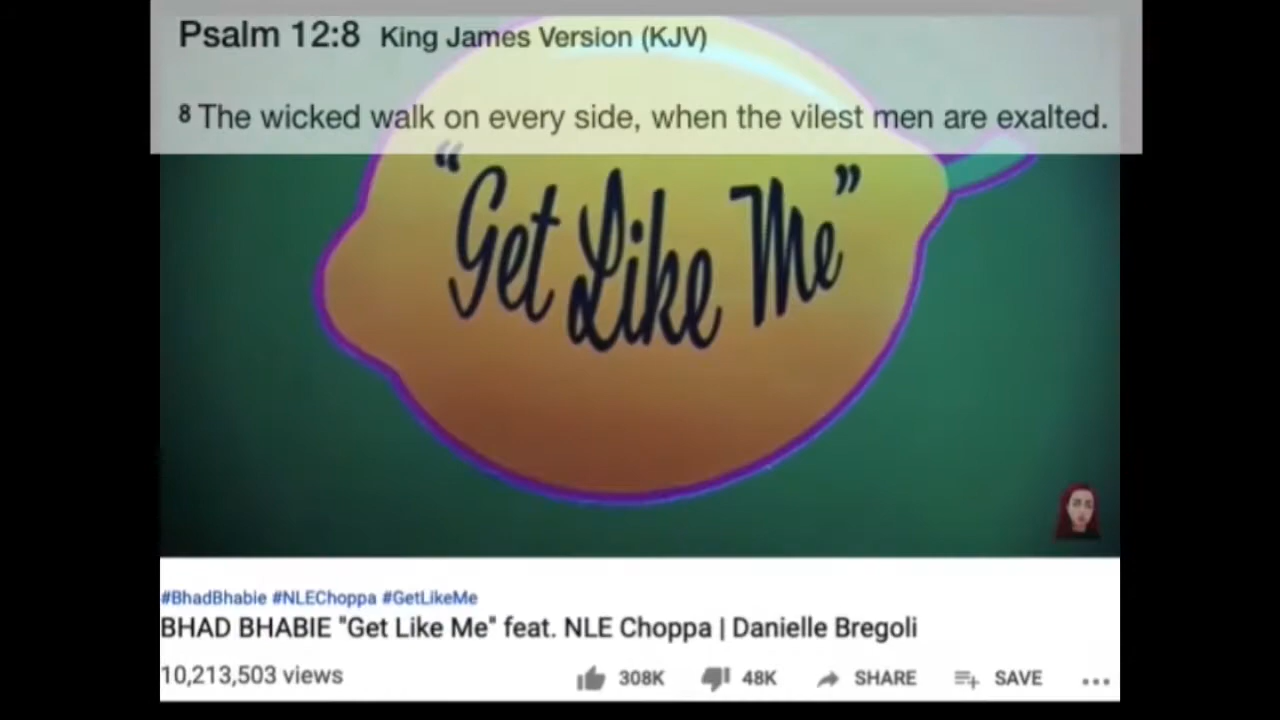 Psalm 12:8 King James Version (KJV)
8 The wicked walk on every side, when the vilest men are exalted.
"Get Like Me"
#BhadBhabie #NLEChoppa #GetLikeMe
BHAD BHABIE "Get Like Me" feat. NLE Choppa | Danielle Bregoli
10,213,503 views 308K 48K SHARE SAVE